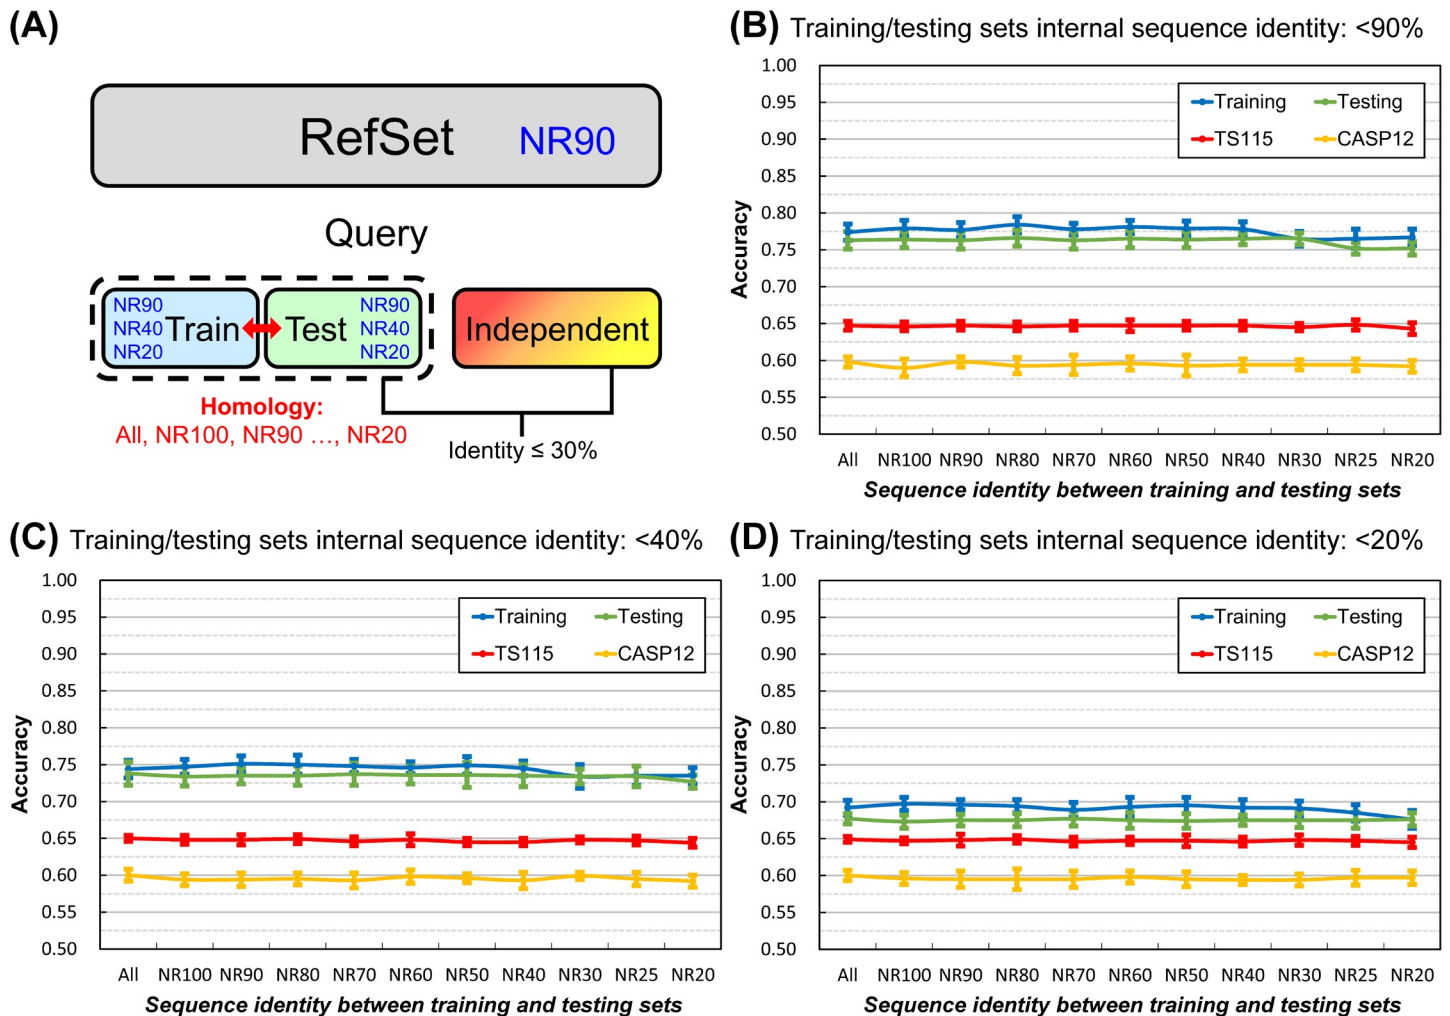 (A)
RefSet NR90
Query
NR90
NR40
NR20
Train
Test
NR90
NR40
NR20
Independent
Homology:
All, NR100, NR90 ..., NR20
Identity ≤ 30%
(B) Training/testing sets internal sequence identity: <90%
1.00
0.95
0.90
0.85
0.80
0.75
0.70
0.65
0.60
0.55
0.50
Accuracy
Training Testing
TS115 CASP12
All NR100 NR90 NR80 NR70 NR60 NR50 NR40 NR30 NR25 NR20
Sequence identity between training and testing sets
(C) Training/testing sets internal sequence identity: <40%
1.00
0.95
0.90
0.85
0.80
0.75
0.70
0.65
0.60
0.55
0.50
Accuracy
Training Testing
TS115 CASP12
All NR100 NR90 NR80 NR70 NR60 NR50 NR40 NR30 NR25 NR20
Sequence identity between training and testing sets
(D) Training/testing sets internal sequence identity: <20%
1.00
0.95
0.90
0.85
0.80
0.75
0.70
0.65
0.60
0.55
0.50
Accuracy
Training Testing
TS115 CASP12
All NR100 NR90 NR80 NR70 NR60 NR50 NR40 NR30 NR25 NR20
Sequence identity between training and testing sets